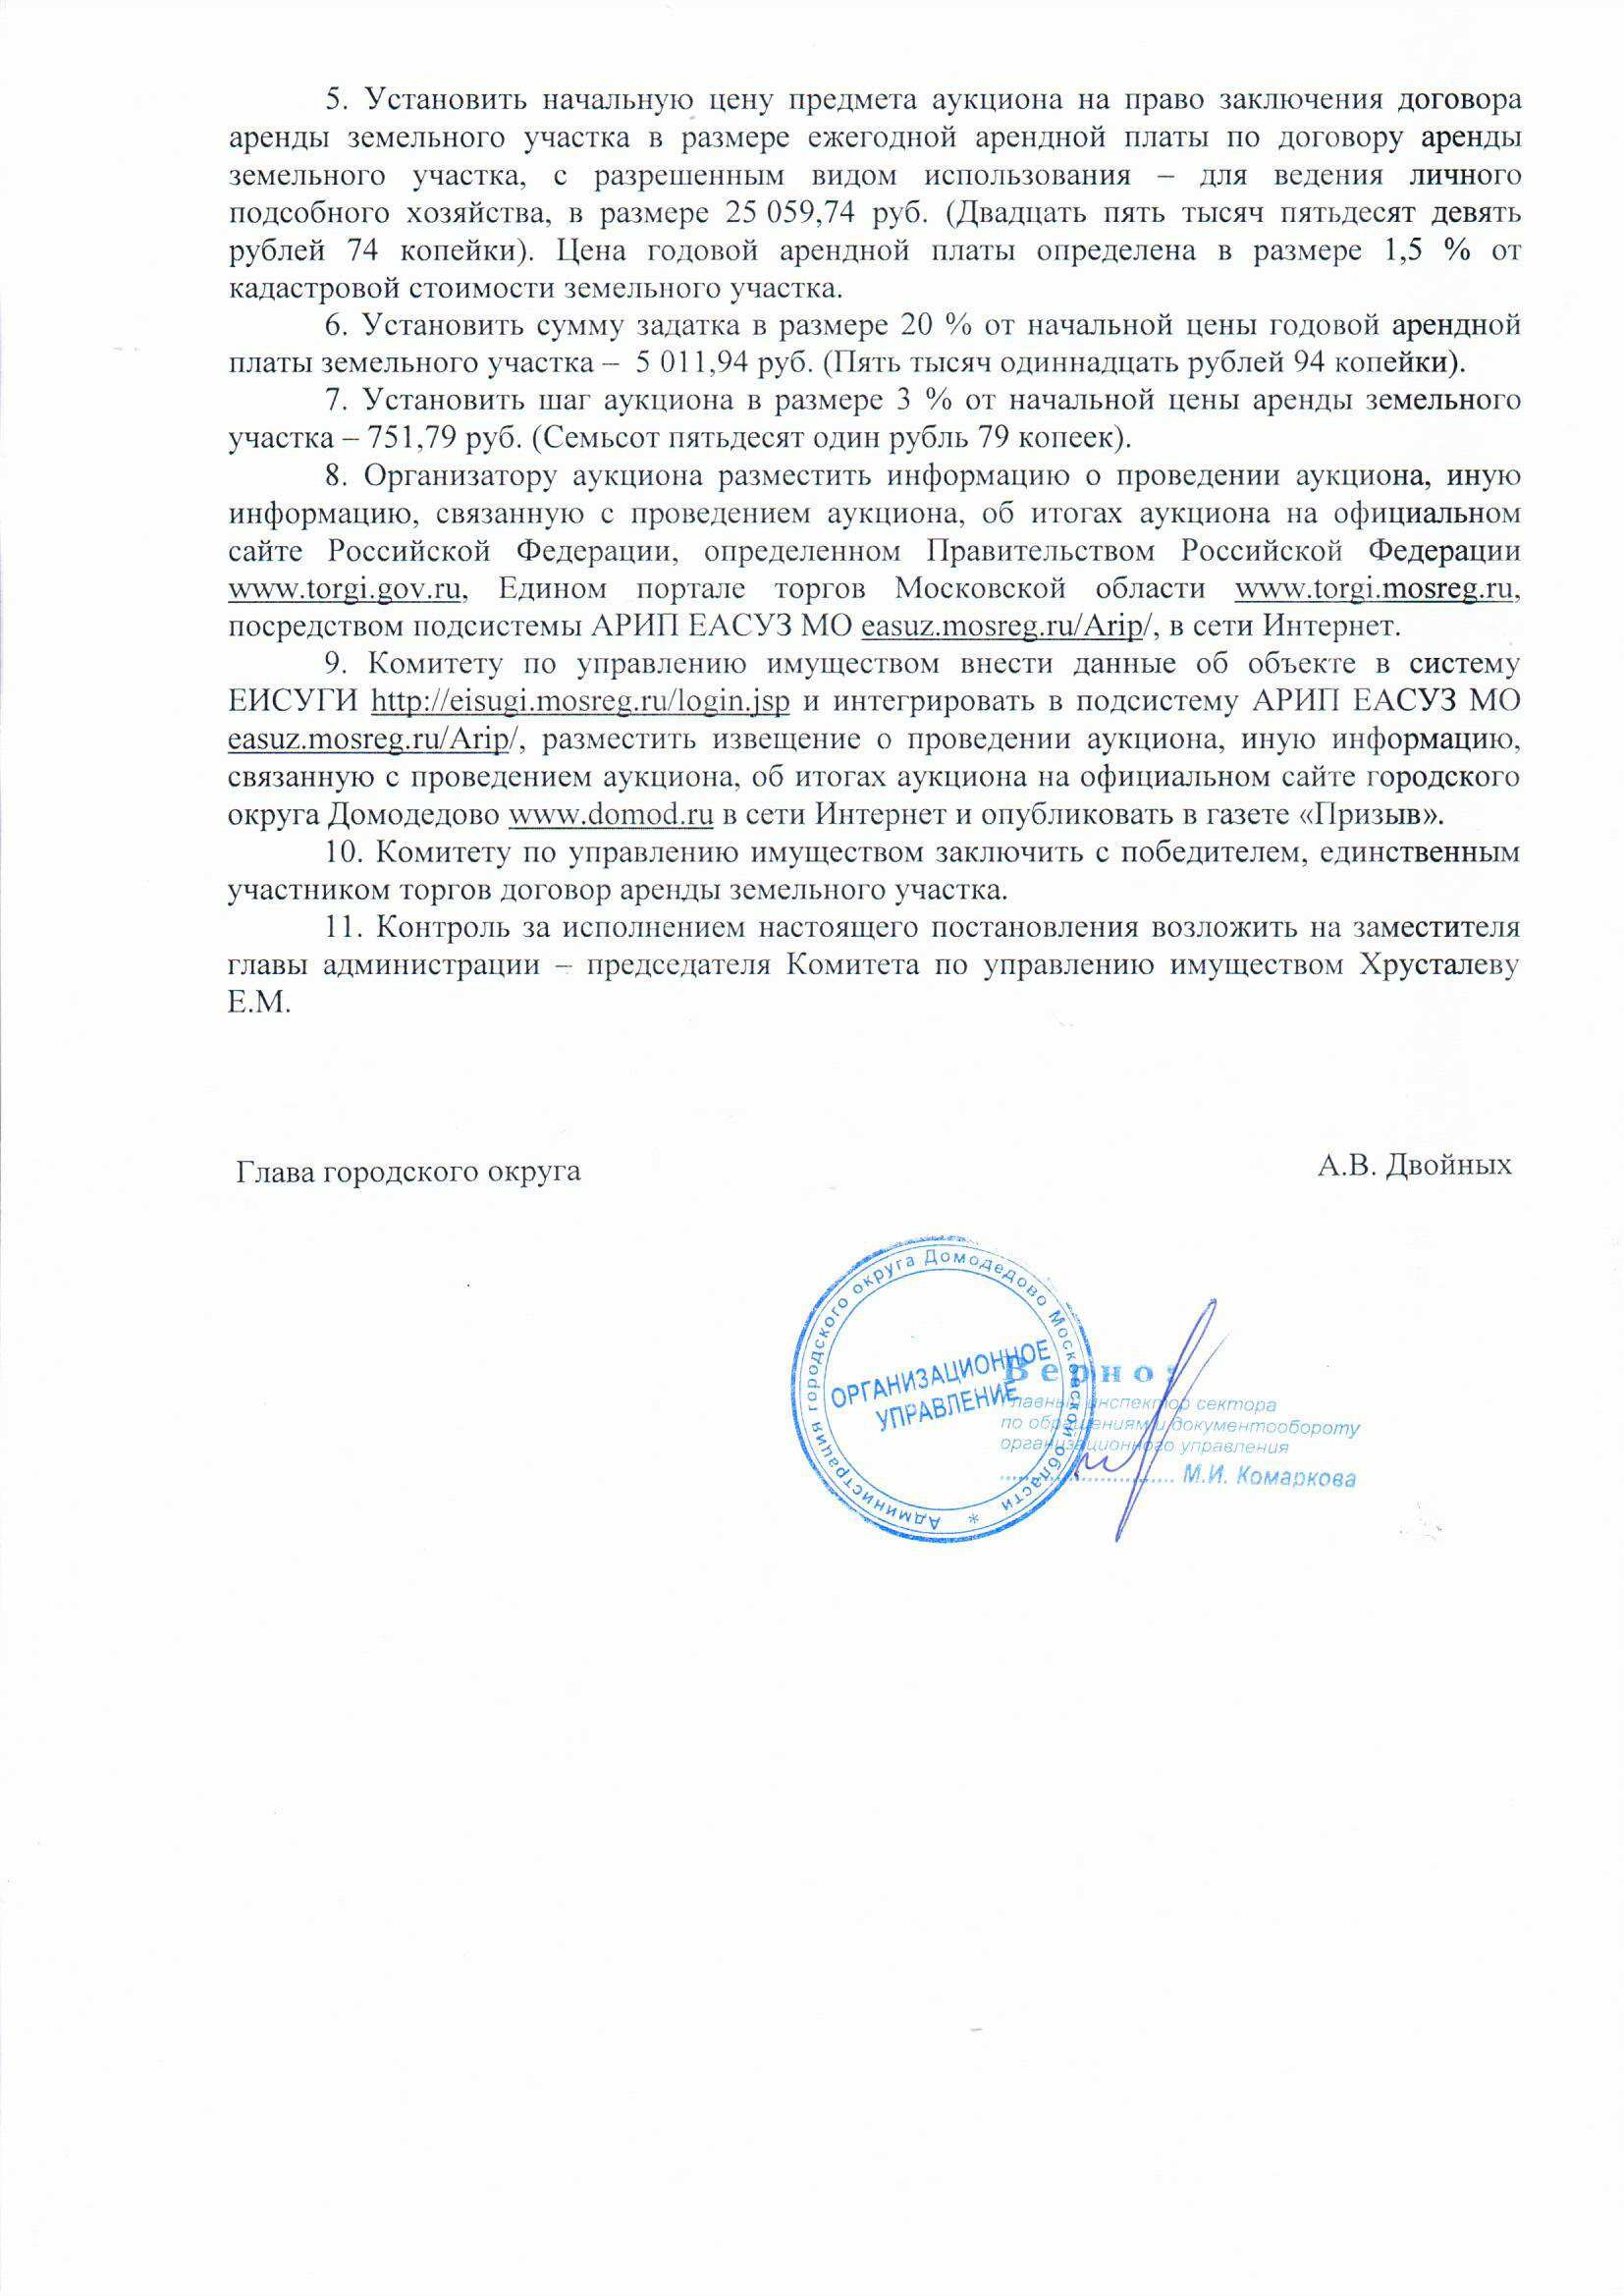 5. Установить начальную цену предмета аукциона на право заключения договора
аренды земельного участка в размере ежегодной арендной платы по договору аренды
земельного участка, с разрешенным видом использования – для ведения личного
подсобного хозяйства, в размере 25 059,74 руб. (Двадцать пять тысяч пятьдесят девять
рублей 74 копейки). Цена годовой арендной платы определена в размере 1,5 % от
кадастровой стоимости земельного участка.
6. Установить сумму задатка в размере 20 % от начальной цены годовой арендной
платы земельного участка – 5 011,94 руб. (Пять тысяч одиннадцать рублей 94 копейки).
7. Установить шаг аукциона в размере 3 % от начальной цены аренды земельного
участка – 751,79 руб. (Семьсот пятьдесят один рубль 79 копеек).
8. Организатору аукциона разместить информацию о проведении аукциона, иную
информацию, связанную с проведением аукциона, об итогах аукциона на официальном
сайте Российской Федерации, определенном Правительством Российской Федерации
www.torgi.gov.ru, Едином портале торгов Московской области www.torgi.mosreg.ru,
посредством подсистемы АРИП ЕАСУЗ МО easuz.mosreg.ru/Arip/, в сети Интернет.
9. Комитету по управлению имуществом внести данные об объекте в систему
ЕИСУГИ http://eisugi.mosreg.ru/login.jsp и интегрировать в подсистему АРИП ЕАСУЗ МО
easuz.mosreg.ru/Arip/, разместить извещение о проведении аукциона, иную информацию,
связанную с проведением аукциона, об итогах аукциона на официальном сайте городского
округа Домодедово www.domod.ru в сети Интернет и опубликовать в газете «Призыв».
10. Комитету по управлению имуществом заключить с победителем, единственным
участником торгов договор аренды земельного участка.
11. Контроль за исполнением настоящего постановления возложить на заместителя
главы администрации – председателя Комитета по управлению имуществом Хрусталеву
Е.М.
Глава городского округа
А.В. Двойных
Администрация городского округа Домодедово Московской области *
ОРГАНИЗАЦИОННОЕ
УПРАВЛЕНИЕ
Верно:
Главный инспектор сектора
по обращениям и документообороту
организационного управления
М.И. Комаркова